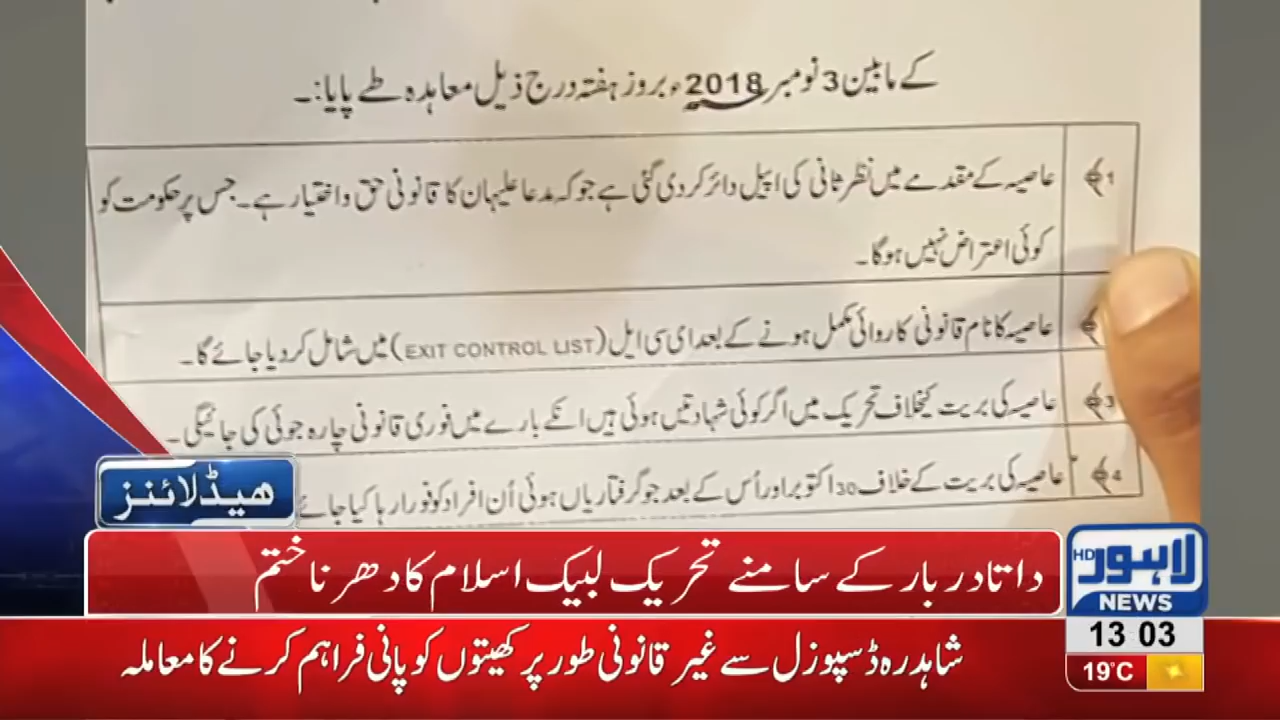 کے مابین 3 نومبر 2018ء بروز ہفتہ درج ذیل معاہدہ طے پایا:۔
1 عاصیہ کے مقدمے میں نظر ثانی کی اپیل دائر کردی گئی ہے جو کہ مدعا علیہان کا قانونی حق و اختیار ہے۔ جس پر حکومت کو
کوئی اعتراض نہیں ہوگا۔
عاصیہ کا نام قانونی کاروائی مکمل ہونے کے بعد ای سی ایل (EXIT CONTROL LIST) میں شامل کر دیا جائے گا۔
3 عاصیہ کی بریت کیخلاف تحریک میں اگر کوئی شہادتیں ہوئی ہیں انکے بارے میں فوری قانونی چارہ جوئی کی جائیگی۔
4 عاصیہ کی بریت کے خلاف 30 اکتوبر اور اُس کے بعد جو گرفتاریاں ہوئی اُن افراد کو فورا رہا کیا جائے
ھیڈلائنز
داتا دربار کے سامنے تحریک لبیک اسلام کا دھرنا ختم
لاہور HD
NEWS
13 03
19°C
شاہدرہ ڈسپوزل سے غیر قانونی طور پر کھیتوں کو پانی فراہم کرنے کا معاملہ